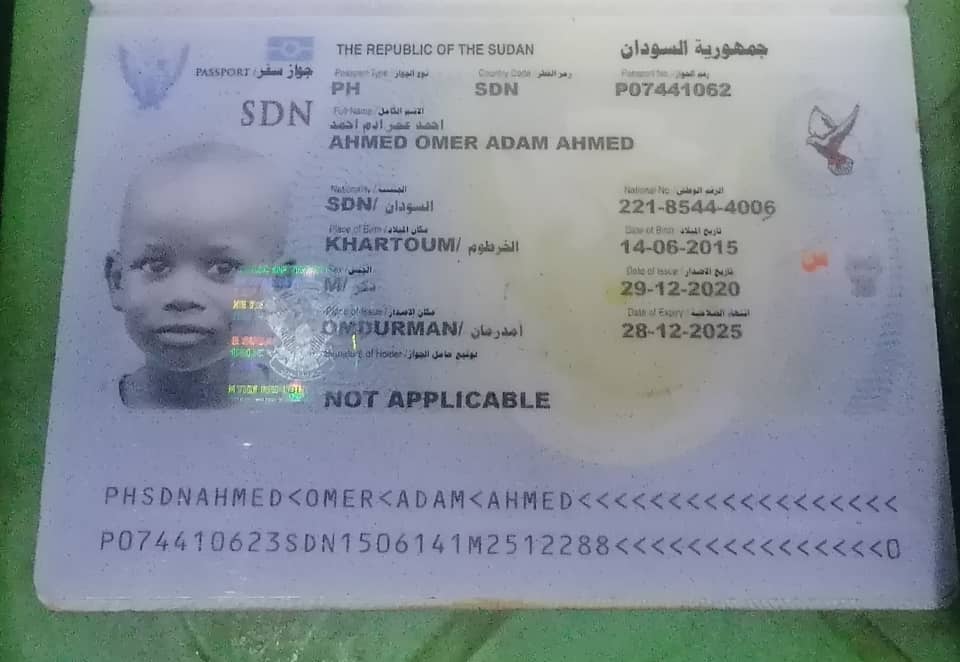 THE REPUBLIC OF THE SUDAN جمهورية السودان
PASSPORT / جواز سفر
Passport Type / نوع الجواز Country Code / رمز القطر Passport No. / رقم الجواز
PH SDN P07441062
SDN
Full Name / الاسم الكامل
احمد عمر ادم احمد
AHMED OMER ADAM AHMED
Nationality / الجنسية National No / الرقم الوطني
SDN/ السودان 221-8544-4006
Place of Birth / مكان الميلاد Date of Birth / تاريخ الميلاد
KHARTOUM/ الخرطوم 14-06-2015
Sex / الجنس Date of Issue / تاريخ الاصدار
M/ ذكر 29-12-2020
Place of Issue / مكان الاصدار Date of Expiry / انتهاء الصلاحية
OMDURMAN/ أمدرمان 28-12-2025
Signature of Holder / توقيع حامل الجواز
NOT APPLICABLE
PHSDNAHMED<OMER<ADAM<AHMED<<<<<<<<<<<<<<<<<<
P074410623SDN1506141M2512288<<<<<<<<<<<<<<<0